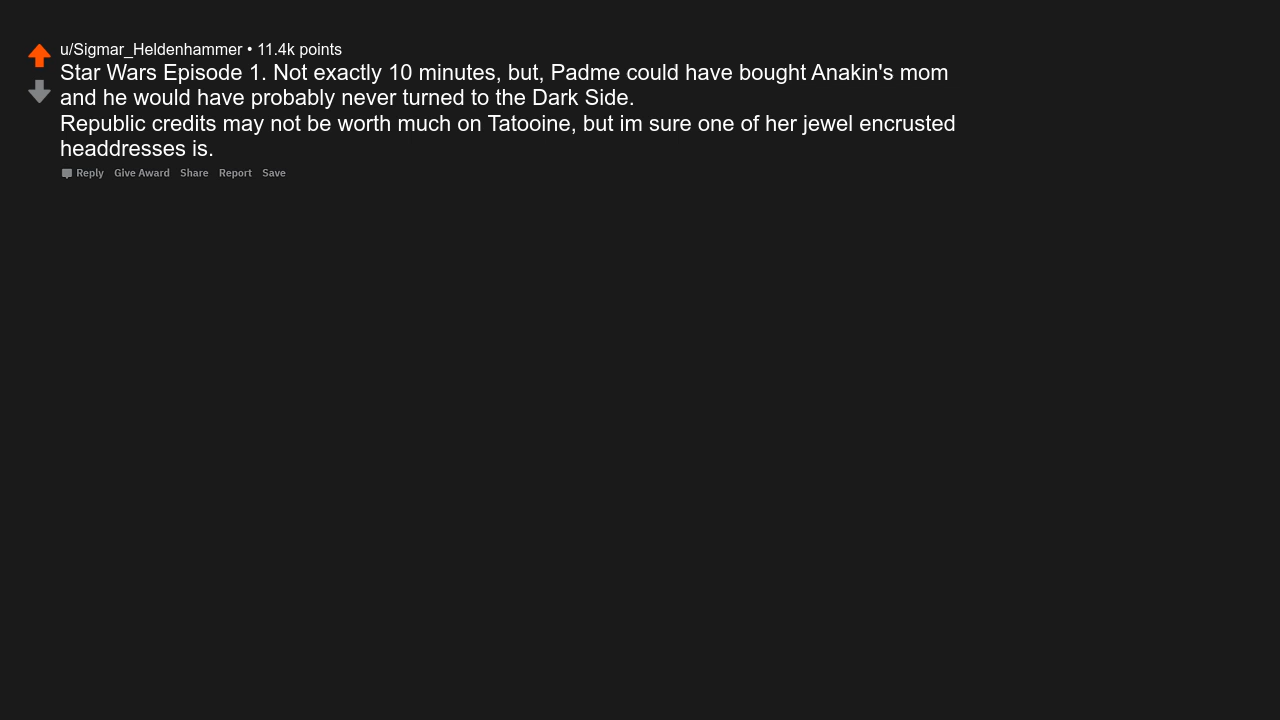 u/Sigmar_Heldenhammer • 11.4k points
Star Wars Episode 1. Not exactly 10 minutes, but, Padme could have bought Anakin's mom
and he would have probably never turned to the Dark Side.
Republic credits may not be worth much on Tatooine, but im sure one of her jewel encrusted
headdresses is.
Reply Give Award Share Report Save